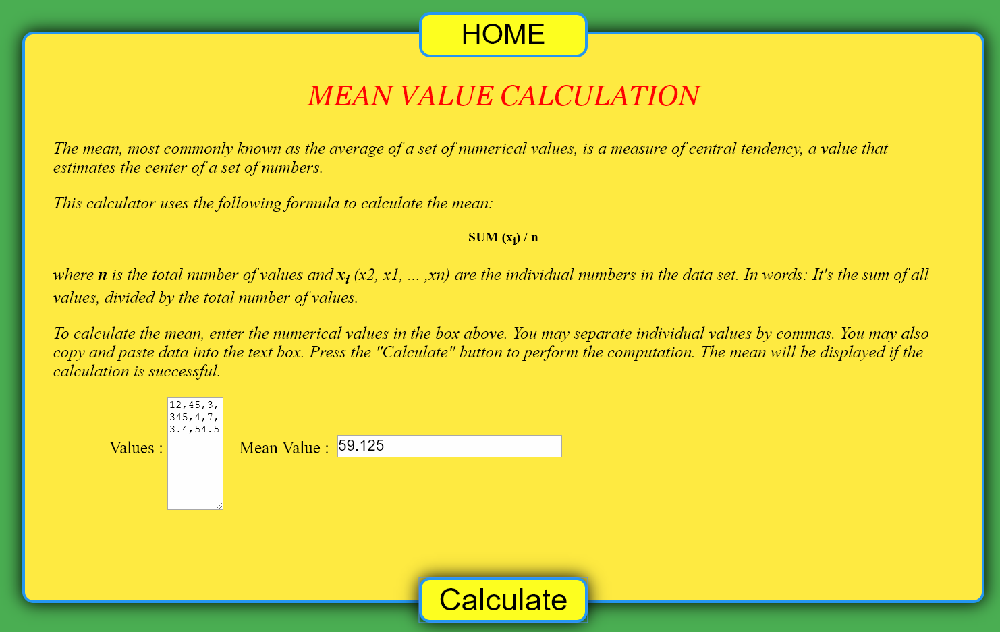 HOME
MEAN VALUE CALCULATION
The mean, most commonly known as the average of a set of numerical values, is a measure of central tendency, a value that
estimates the center of a set of numbers.
This calculator uses the following formula to calculate the mean:
SUM (xi) / n
where n is the total number of values and xi (x2, x1, ... ,xn) are the individual numbers in the data set. In words: It's the sum of all
values, divided by the total number of values.
To calculate the mean, enter the numerical values in the box above. You may separate individual values by commas. You may also
copy and paste data into the text box. Press the "Calculate" button to perform the computation. The mean will be displayed if the
calculation is successful.
12,45,3,
345,4,7,
3.4,54.5
Values : Mean Value : 59.125
Calculate